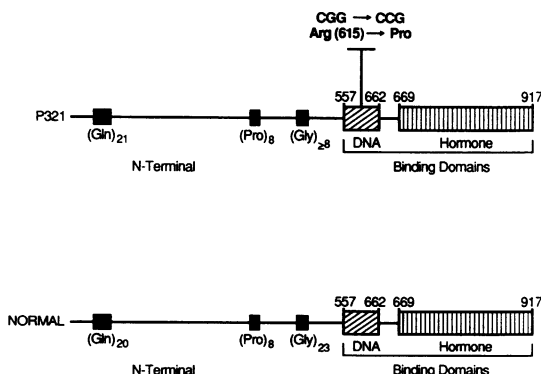 CGG → CCG
Arg (615) → Pro
557 662 669 917
P321
(Gln)21 (Pro)8 (Gly)≥8 DNA Hormone
N-Terminal Binding Domains
557 662 669 917
NORMAL
(Gln)20 (Pro)8 (Gly)23 DNA Hormone
N-Terminal Binding Domains